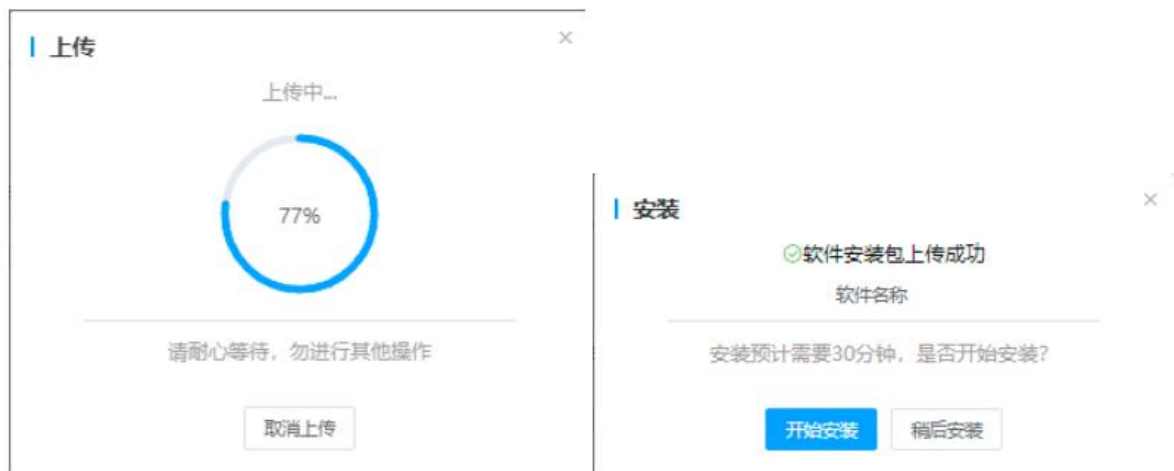 上传
上传中...
77%
请耐心等待，勿进行其他操作
取消上传
安装
软件安装包上传成功
软件名称
安装预计需要30分钟，是否开始安装?
开始安装
稍后安装